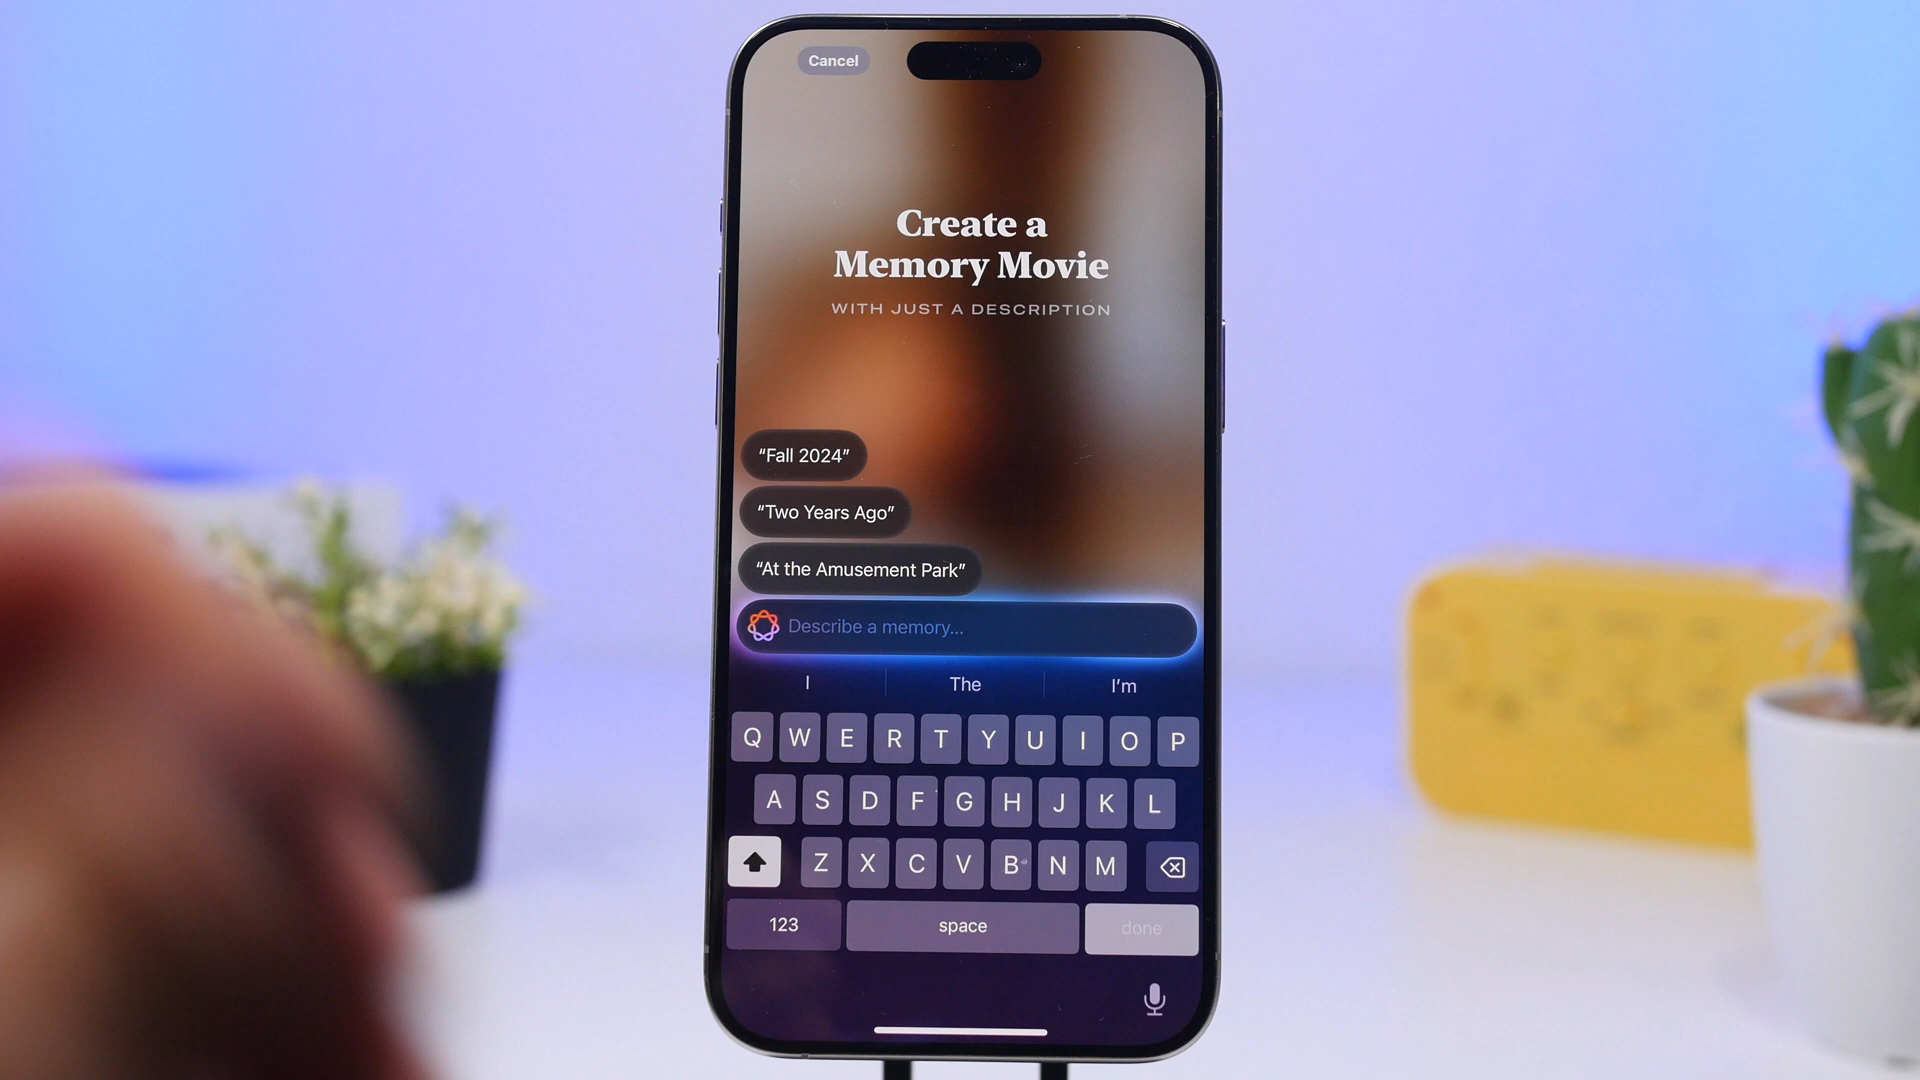 Cancel
Create a
Memory Movie
WITH JUST A DESCRIPTION
“Fall 2024”
“Two Years Ago”
“At the Amusement Park”
Describe a memory...
I The I’m
Q W E R T Y U I O P
A S D F G H J K L
Z X C V B N M
123 space done